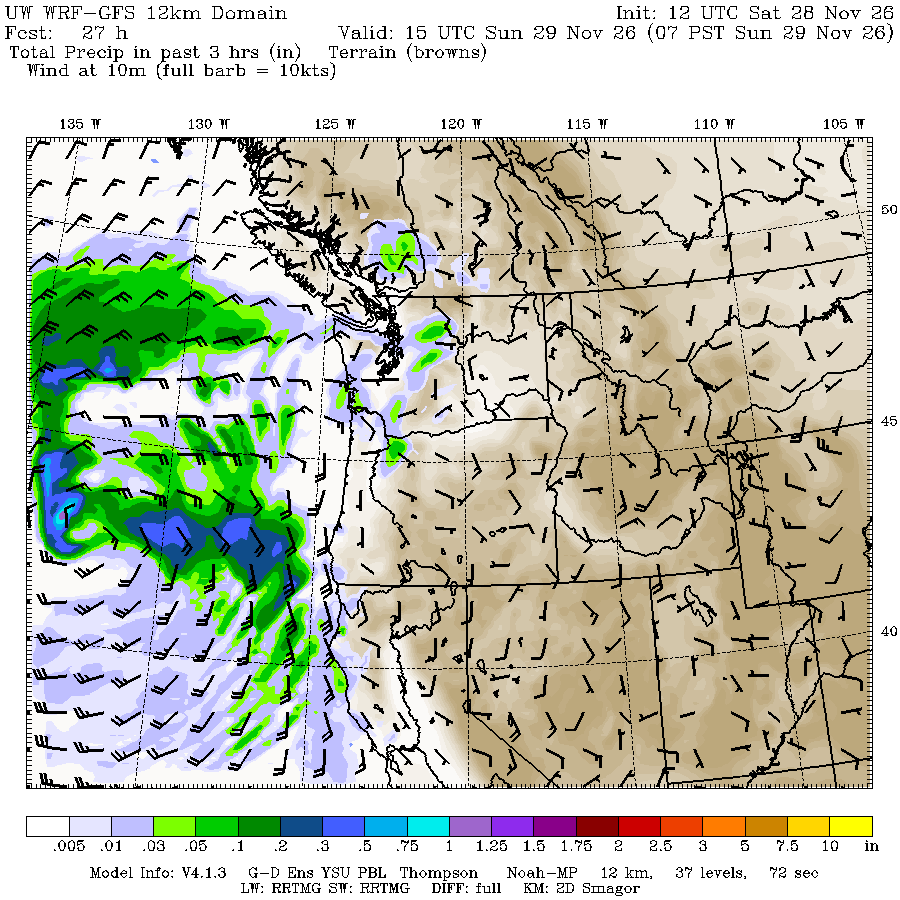 UW WRF-GFS 12km Domain Init: 12 UTC Sat 28 Nov 26
Fcst: 27 h Valid: 15 UTC Sun 29 Nov 26 (07 PST Sun 29 Nov 26)
Total Precip in past 3 hrs (in) Terrain (browns)
Wind at 10m (full barb = 10kts)
135 W 130 W 125 W 120 W 115 W 110 W 105 W
50
45
40
.005 .01 .03 .05 .1 .2 .3 .5 .75 1 1.25 1.5 1.75 2 2.5 3 5 7.5 10 in
Model Info: V4.1.3 G-D Ens YSU PBL Thompson Noah-MP 12 km, 37 levels, 72 sec
LW: RRTMG SW: RRTMG DIFF: full KM: 2D Smagor